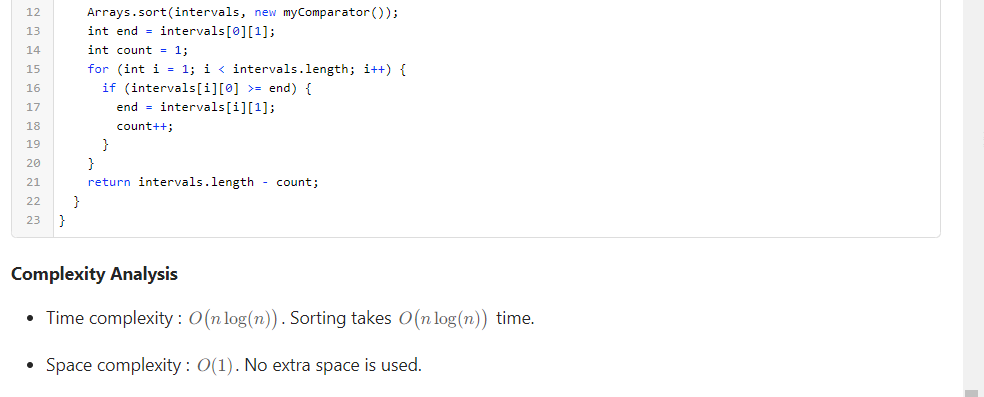 12 Arrays.sort(intervals, new myComparator());
13 int end = intervals[0][1];
14 int count = 1;
15 for (int i = 1; i < intervals.length; i++) {
16 if (intervals[i][0] >= end) {
17 end = intervals[i][1];
18 count++;
19 }
20 }
21 return intervals.length - count;
22 }
23 }
Complexity Analysis
• Time complexity : O(n log(n)). Sorting takes O(n log(n)) time.
• Space complexity : O(1). No extra space is used.